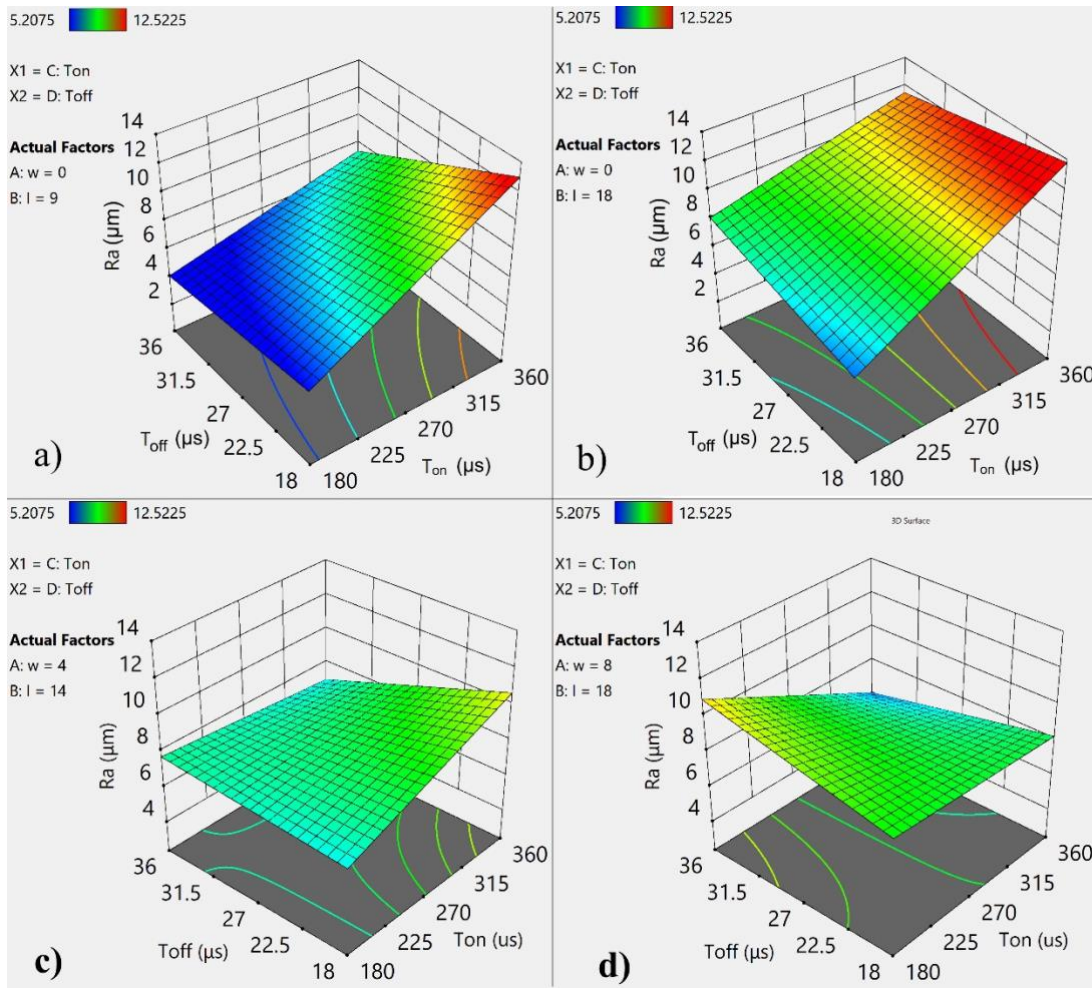 5.2075 12.5225
X1 = C: Ton
X2 = D: Toff
Actual Factors
A: w = 0
B: I = 9
14
12
10
8
6
4
2
Ra (µm)
36
31.5
27
22.5
18
Toff (µs)
180
225
270
315
360
Ton (µs)
a)
5.2075 12.5225
X1 = C: Ton
X2 = D: Toff
Actual Factors
A: w = 0
B: I = 18
14
12
10
8
6
4
2
Ra (µm)
36
31.5
27
22.5
18
Toff (µs)
180
225
270
315
360
Ton (µs)
b)
5.2075 12.5225
X1 = C: Ton
X2 = D: Toff
Actual Factors
A: w = 4
B: I = 14
14
12
10
8
6
4
Ra (µm)
36
31.5
27
22.5
18
Toff (µs)
180
225
270
315
360
Ton (us)
c)
5.2075 12.5225
3D Surface
X1 = C: Ton
X2 = D: Toff
Actual Factors
A: w = 8
B: I = 18
14
12
10
8
6
4
Ra (µm)
36
31.5
27
22.5
18
Toff (µs)
180
225
270
315
360
Ton (us)
d)